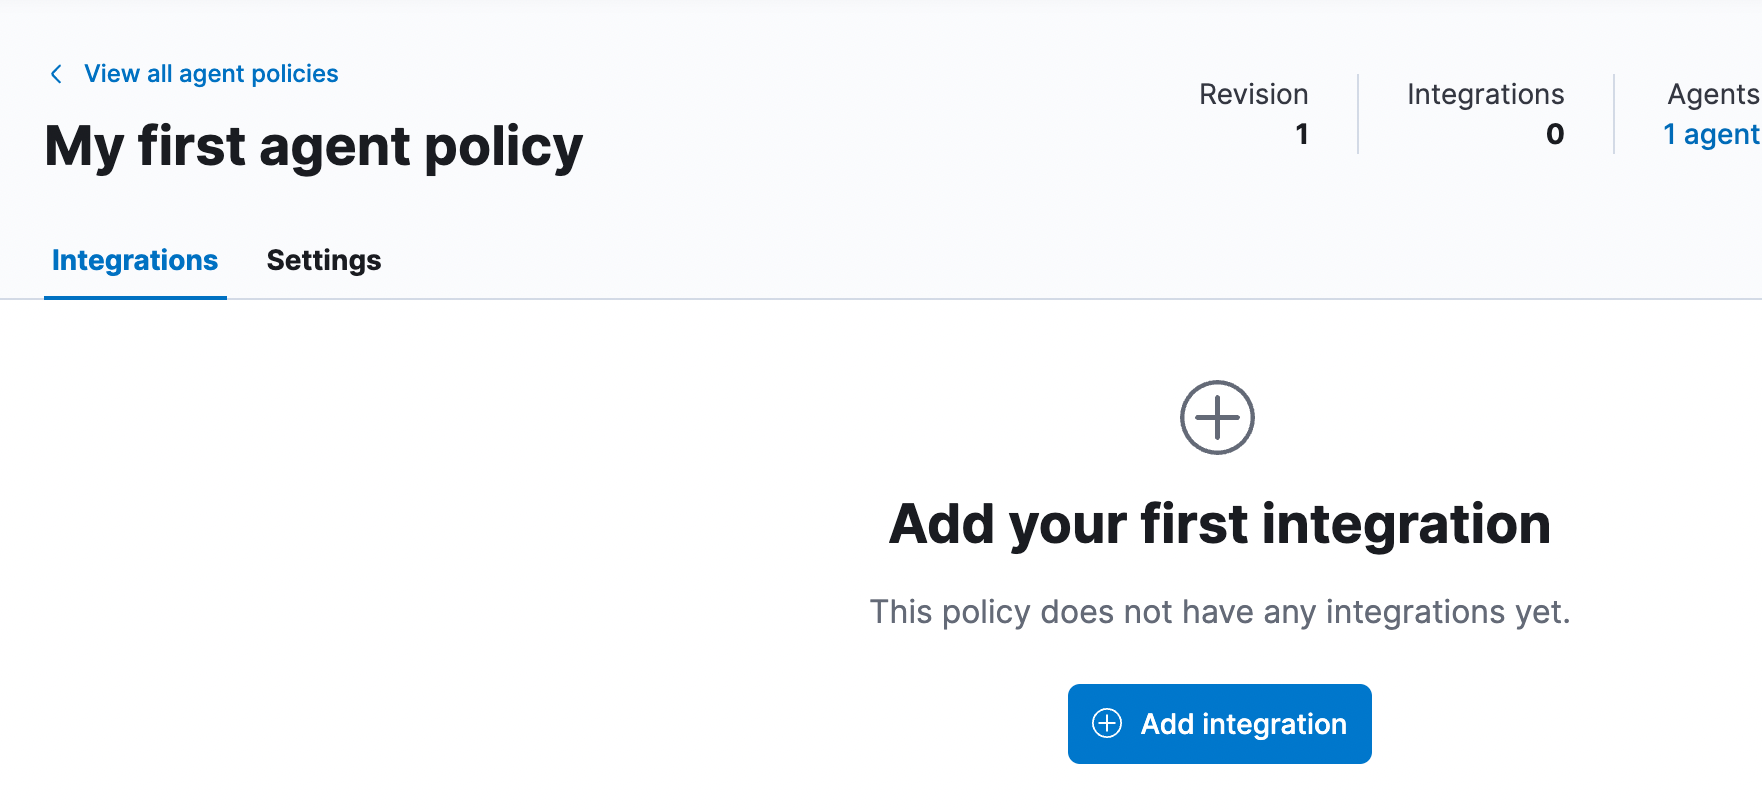 View all agent policies
My first agent policy
Revision
1
Integrations
0
Agents
1 agent
Integrations
Settings
Add your first integration
This policy does not have any integrations yet.
Add integration